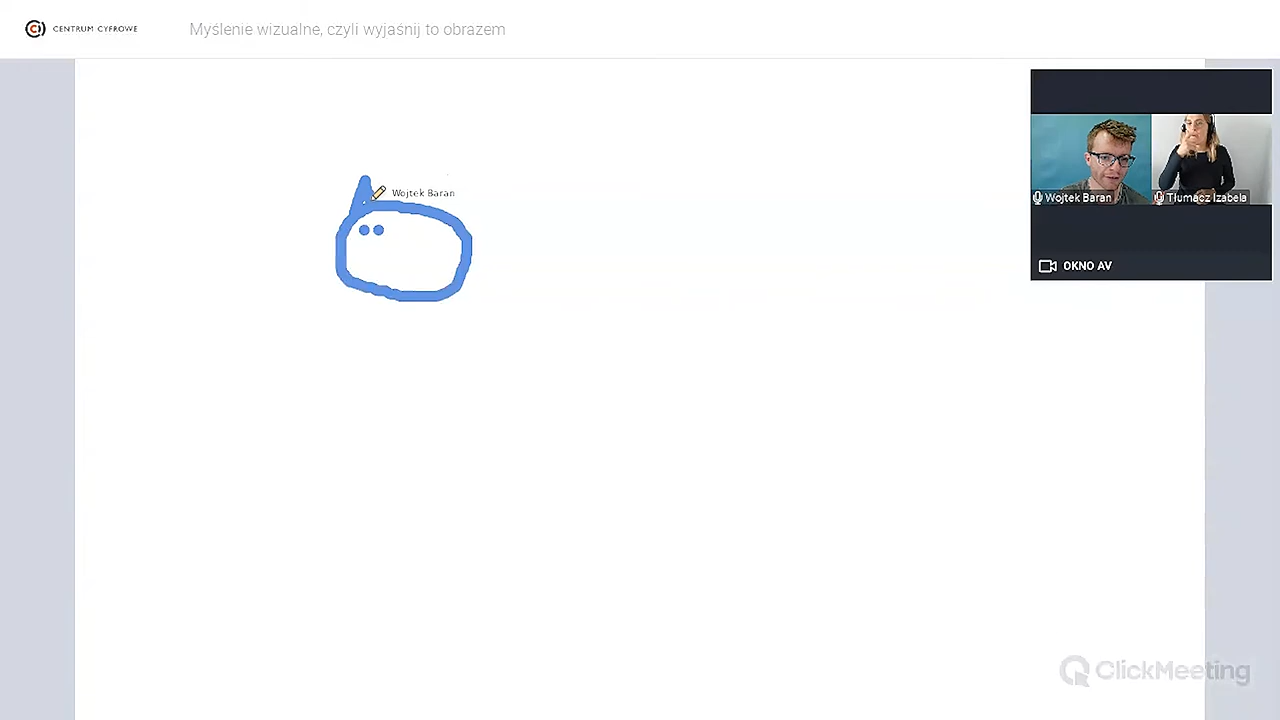 CENTRUM CYFROWE
Myślenie wizualne, czyli wyjaśnij to obrazem
Wojtek Baran
Wojtek Baran
Tłumacz Izabela
OKNO AV
ClickMeeting